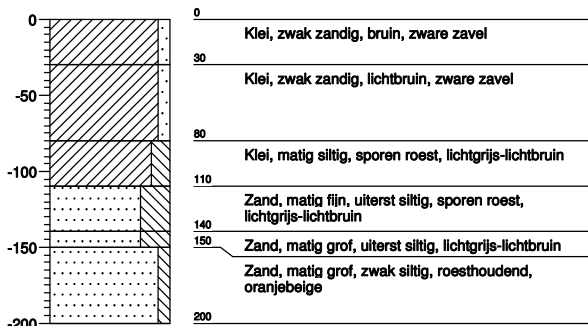 0
0
Klei, zwak zandig, bruin, zware zavel
30
Klei, zwak zandig, lichtbruin, zware zavel
-50
80
Klei, matig siltig, sporen roest, lichtgrijs-lichtbruin
-100
110
Zand, matig fijn, uiterst siltig, sporen roest,
lichtgrijs-lichtbruin
140
-150
150
Zand, matig grof, uiterst siltig, lichtgrijs-lichtbruin
Zand, matig grof, zwak siltig, roesthoudend,
oranjebeige
-200
200